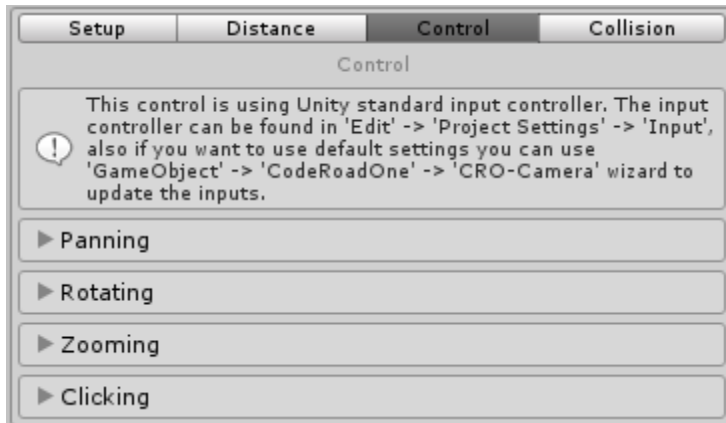 Setup Distance Control Collision
Control
This control is using Unity standard input controller. The input
controller can be found in 'Edit' -> 'Project Settings' -> 'Input',
also if you want to use default settings you can use
'GameObject' -> 'CodeRoadOne' -> 'CRO-Camera' wizard to
update the inputs.
Panning
Rotating
Zooming
Clicking